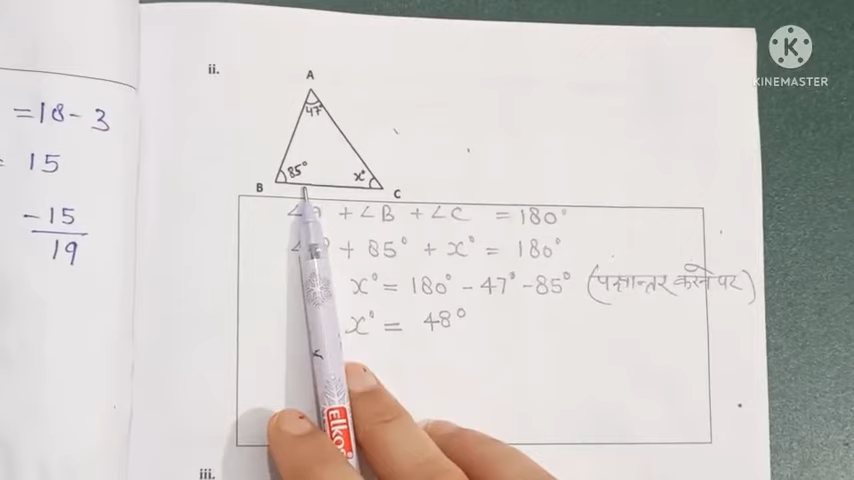 = 18 - 3
= 15
-15
19
ii.
A
47°
85°
x°
B
C
+ ∠B + ∠C = 180°
+ 85° + x° = 180°
x° = 180° - 47° - 85° (पक्षान्तर करने पर)
x° = 48°
iii.
Elkos
K
KINEMASTER